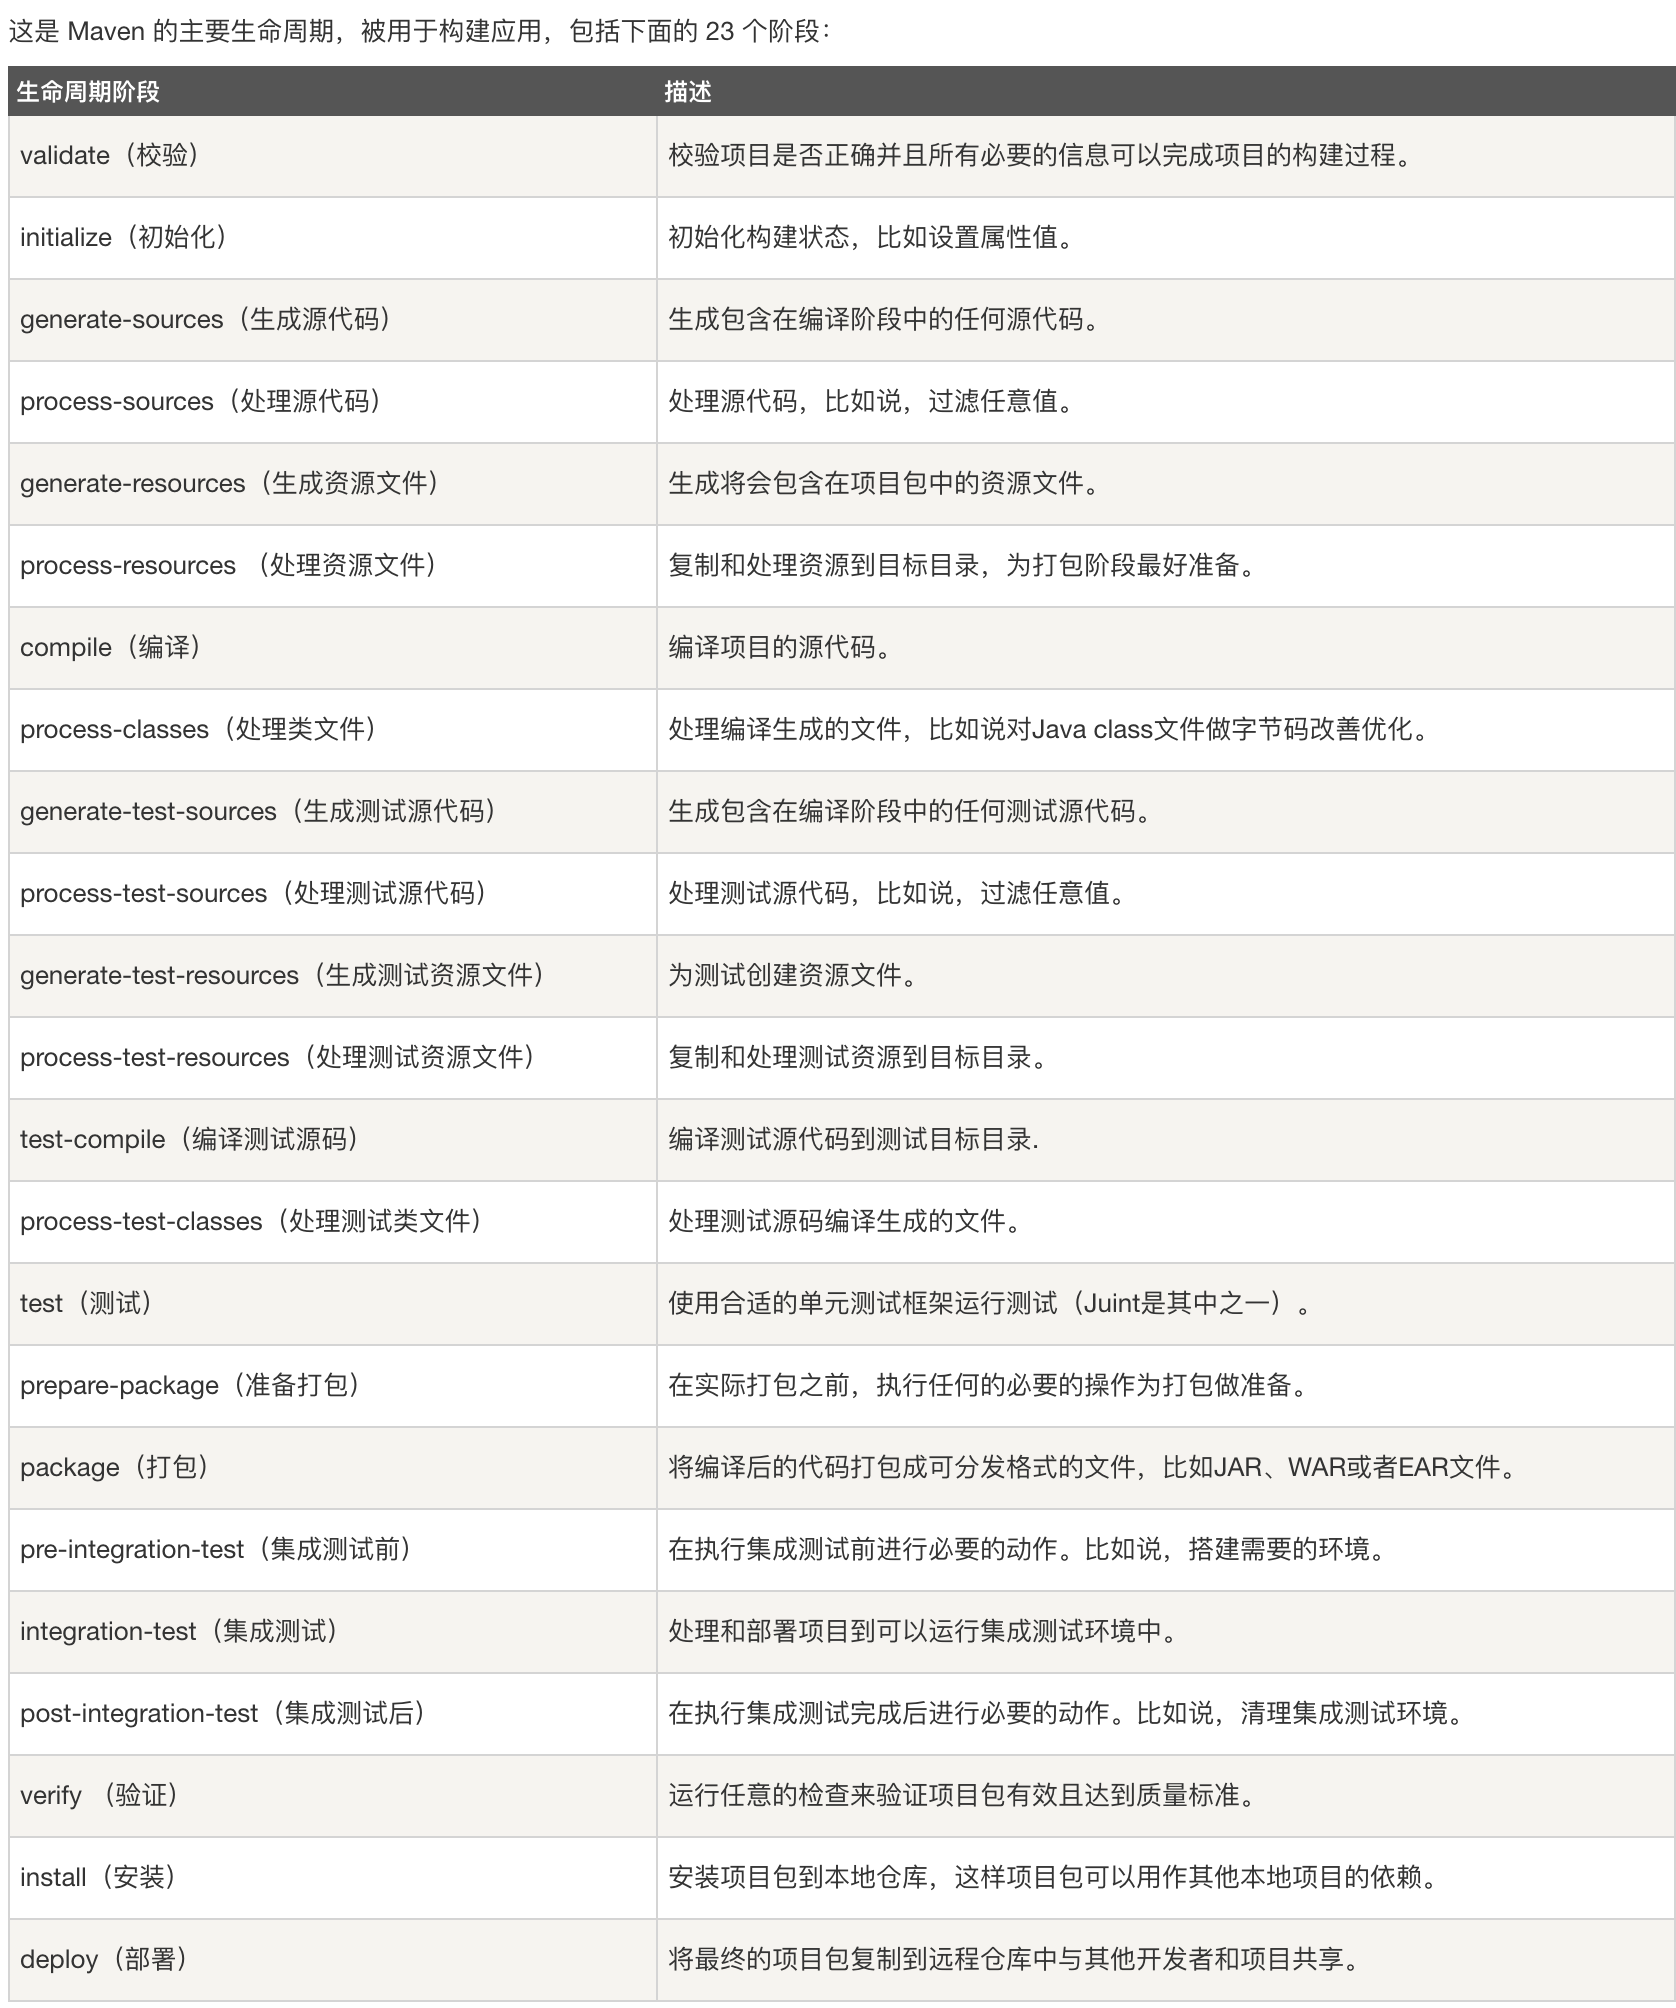 这是 Maven 的主要生命周期，被用于构建应用，包括下面的 23 个阶段：
生命周期阶段 描述
validate（校验） 校验项目是否正确并且所有必要的信息可以完成项目的构建过程。
initialize（初始化） 初始化构建状态，比如设置属性值。
generate-sources（生成源代码） 生成包含在编译阶段中的任何源代码。
process-sources（处理源代码） 处理源代码，比如说，过滤任意值。
generate-resources（生成资源文件） 生成将会包含在项目包中的资源文件。
process-resources （处理资源文件） 复制和处理资源到目标目录，为打包阶段最好准备。
compile（编译） 编译项目的源代码。
process-classes（处理类文件） 处理编译生成的文件，比如说对Java class文件做字节码改善优化。
generate-test-sources（生成测试源代码） 生成包含在编译阶段中的任何测试源代码。
process-test-sources（处理测试源代码） 处理测试源代码，比如说，过滤任意值。
generate-test-resources（生成测试资源文件） 为测试创建资源文件。
process-test-resources（处理测试资源文件） 复制和处理测试资源到目标目录。
test-compile（编译测试源码） 编译测试源代码到测试目标目录.
process-test-classes（处理测试类文件） 处理测试源码编译生成的文件。
test（测试） 使用合适的单元测试框架运行测试（Juint是其中之一）。
prepare-package（准备打包） 在实际打包之前，执行任何的必要的操作为打包做准备。
package（打包） 将编译后的代码打包成可分发格式的文件，比如JAR、WAR或者EAR文件。
pre-integration-test（集成测试前） 在执行集成测试前进行必要的动作。比如说，搭建需要的环境。
integration-test（集成测试） 处理和部署项目到可以运行集成测试环境中。
post-integration-test（集成测试后） 在执行集成测试完成后进行必要的动作。比如说，清理集成测试环境。
verify （验证） 运行任意的检查来验证项目包有效且达到质量标准。
install（安装） 安装项目包到本地仓库，这样项目包可以用作其他本地项目的依赖。
deploy（部署） 将最终的项目包复制到远程仓库中与其他开发者和项目共享。